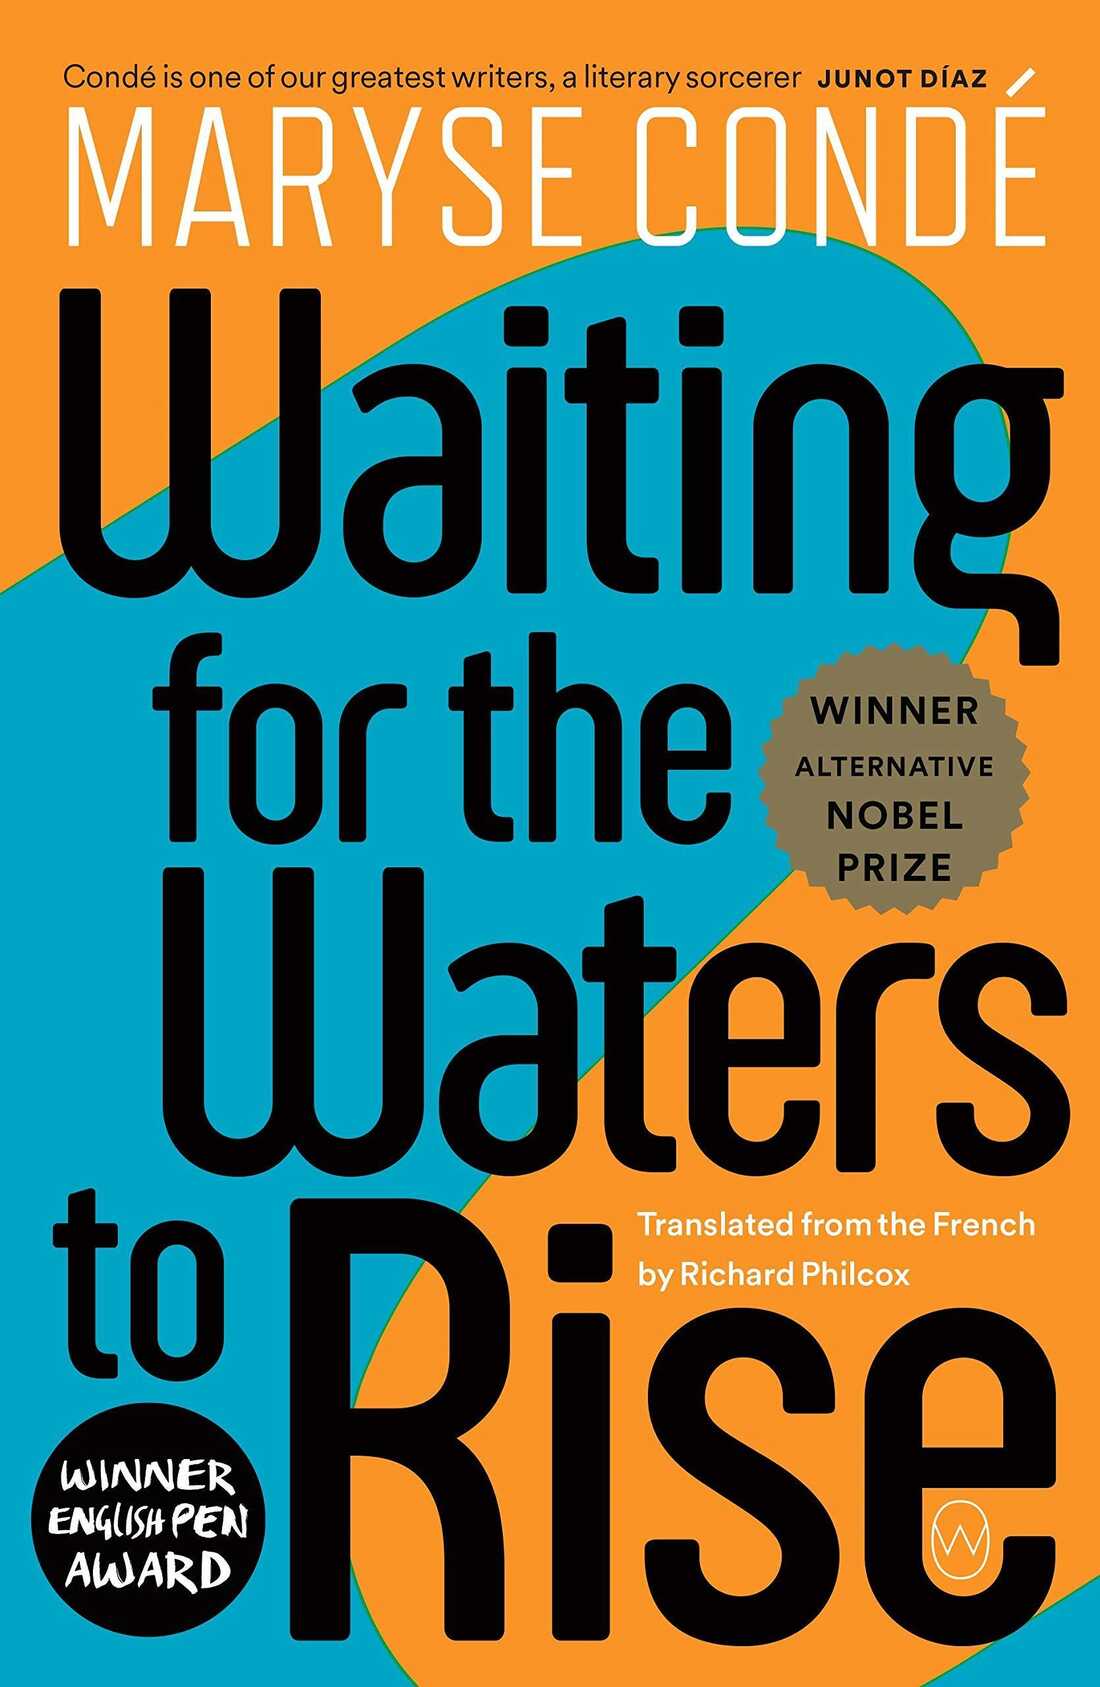 Condé is one of our greatest writers, a literary sorcerer JUNOT DÍAZ
MARYSE CONDÉ
Waiting
for the
Waters
to Rise
WINNER
ALTERNATIVE
NOBEL
PRIZE
Translated from the French
by Richard Philcox
WINNER
ENGLISH PEN
AWARD
W